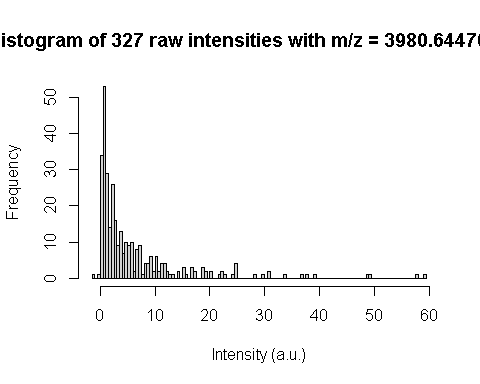 istogram of 327 raw intensities with m/z = 3980.64470
Frequency
0 10 20 30 40 50
0 10 20 30 40 50 60
Intensity (a.u.)